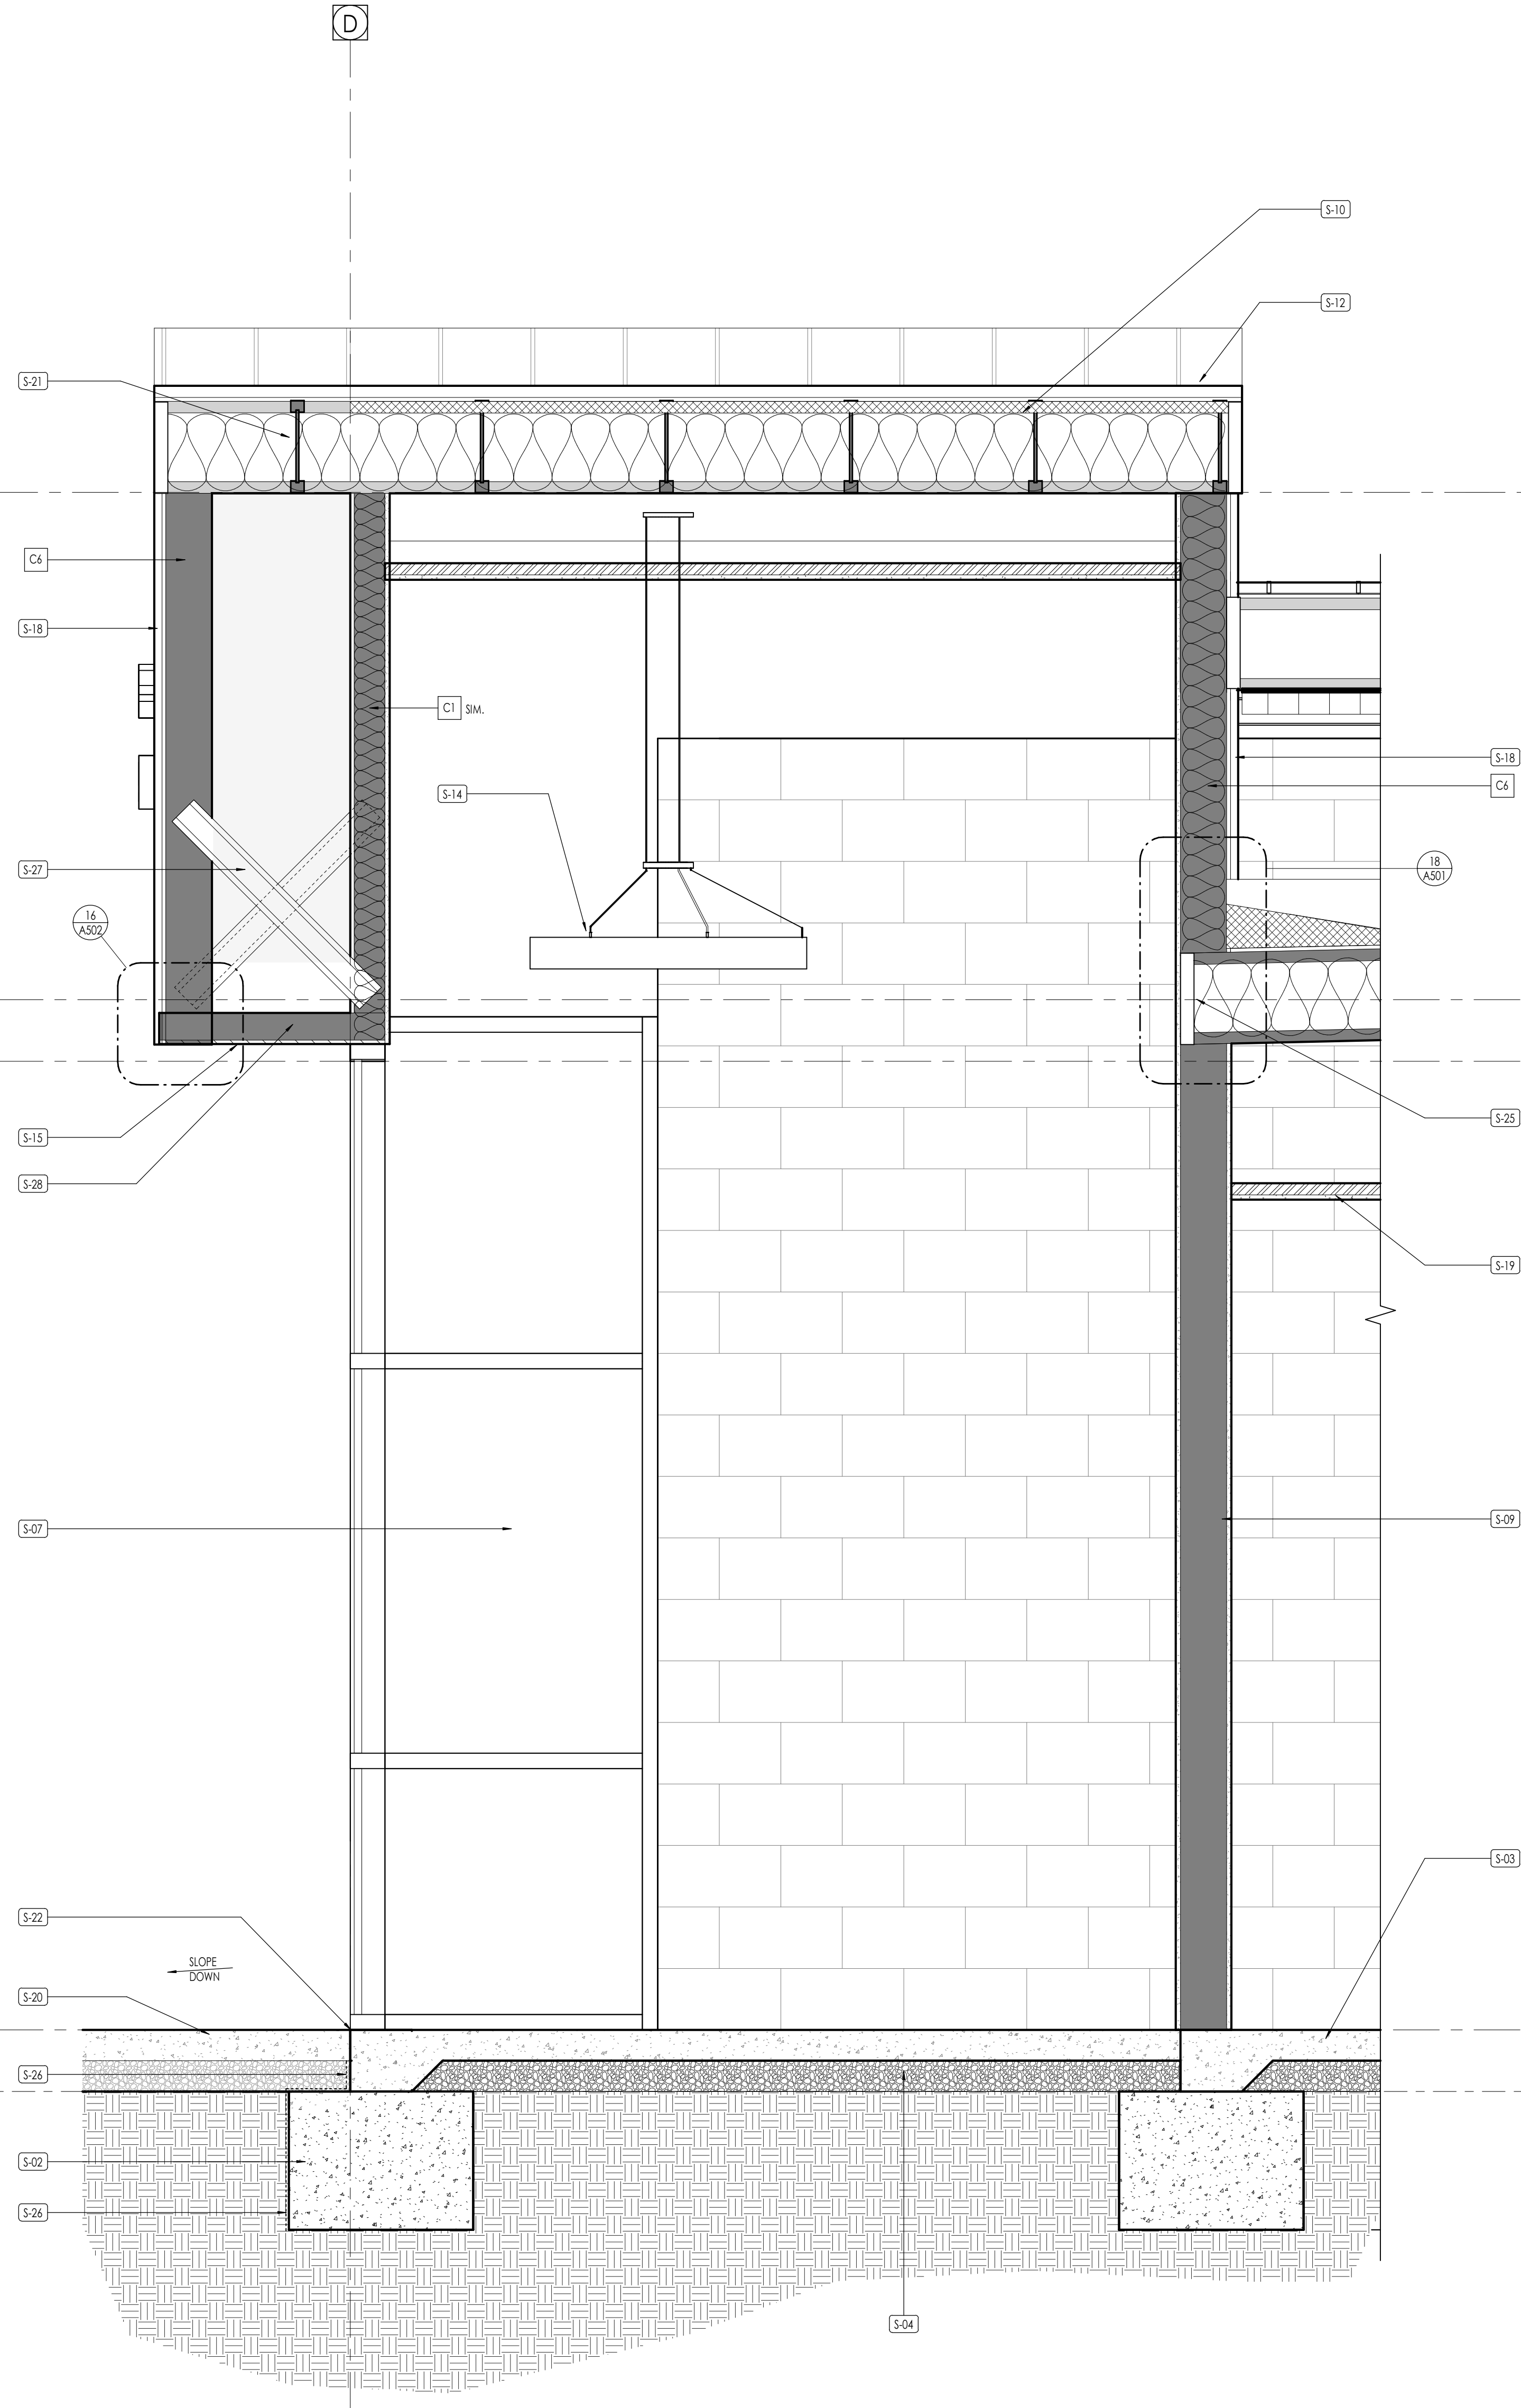 D
S-10
S-12
S-21
C6
S-18
C1 SIM.
S-18
S-14
C6
S-27
18
A501
16
A502
S-25
S-15
S-28
S-19
S-07
S-09
S-03
S-22
SLOPE
DOWN
S-20
S-26
S-02
S-26
S-04